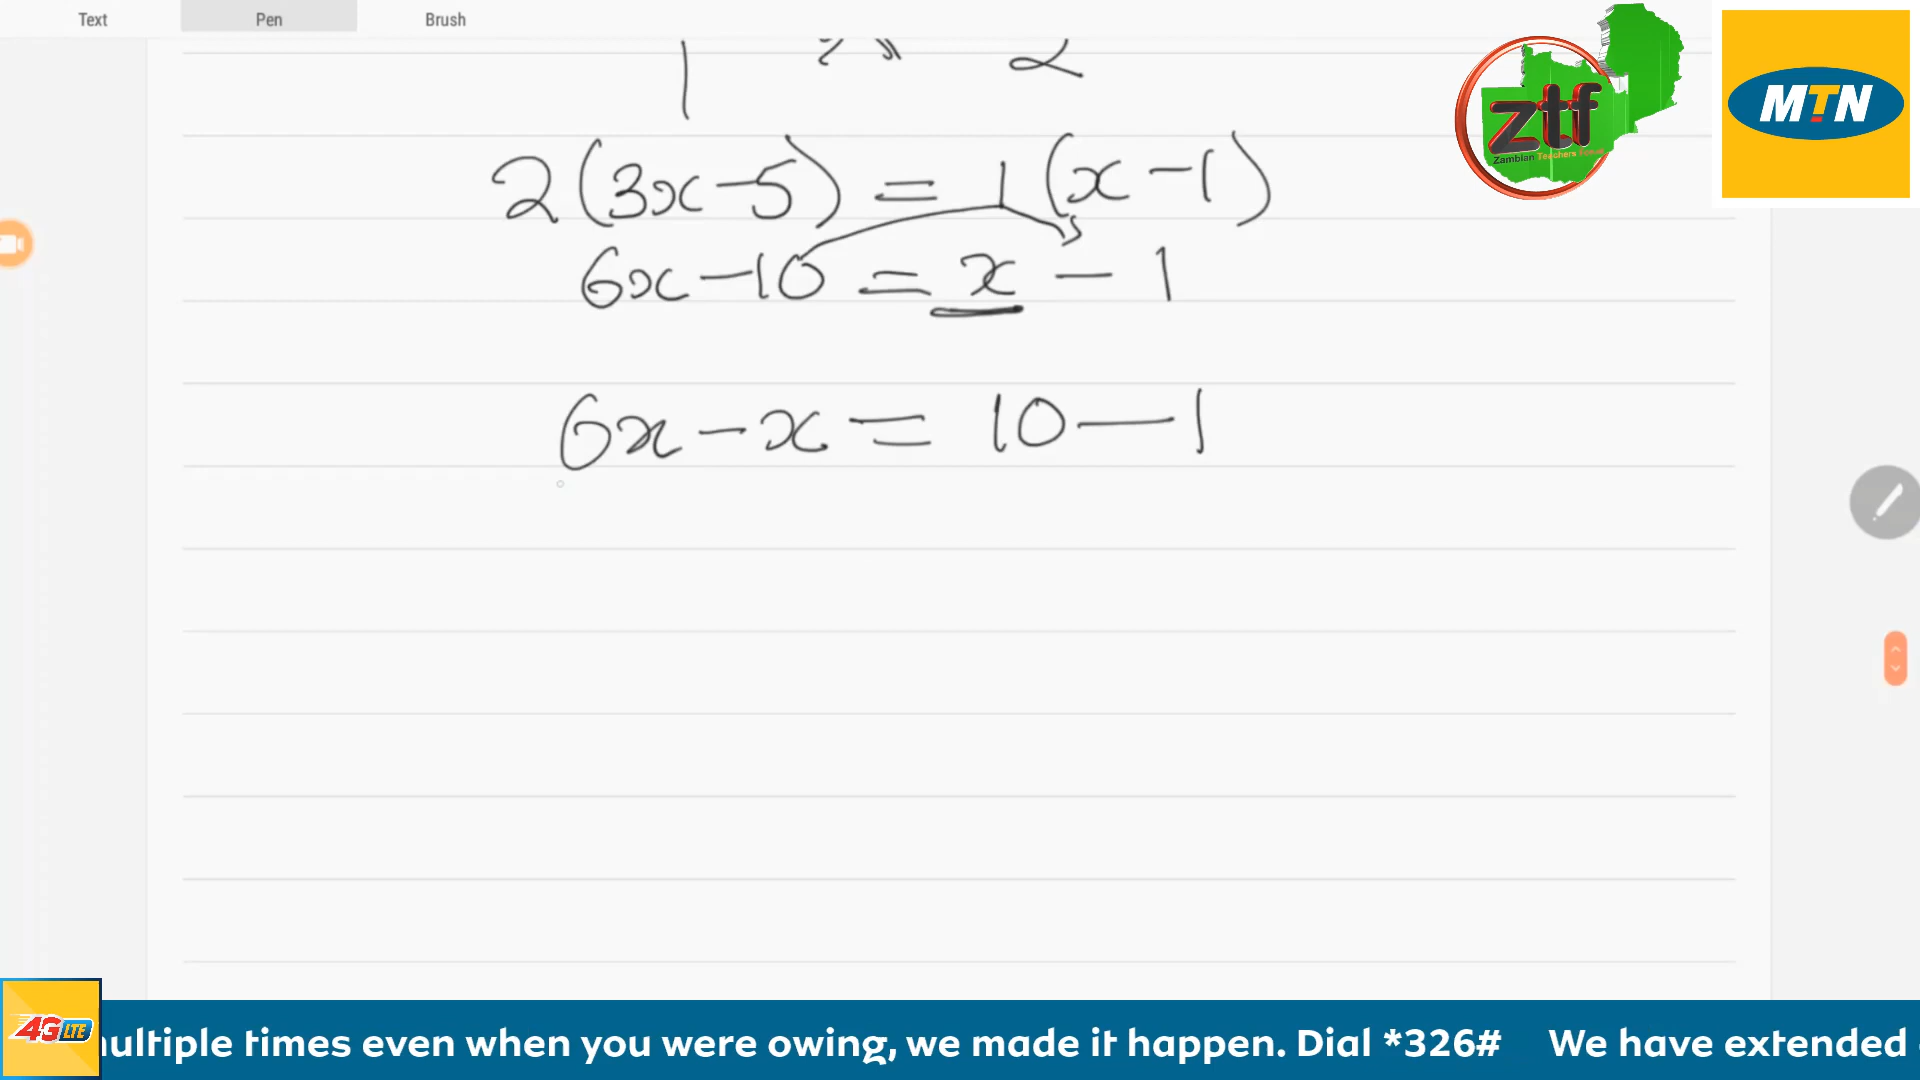 Text Pen Brush
2(3x-5) = 1(x-1)
6x-10 = x - 1
6x-x = 10-1
ztf
Zambian Teachers
MTN
4G LTE
ultiple times even when you were owing, we made it happen. Dial *326# We have extended